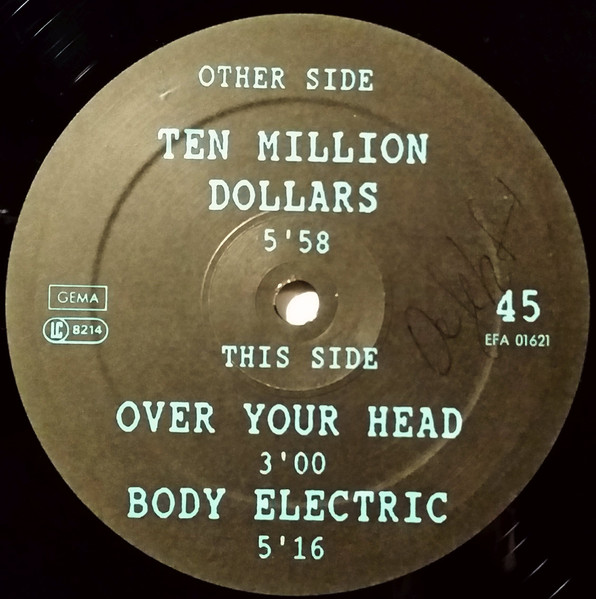 OTHER SIDE
TEN MILLION
DOLLARS
5'58
GEMA
LC 8214
45
EFA 01621
THIS SIDE
OVER YOUR HEAD
3'00
BODY ELECTRIC
5'16